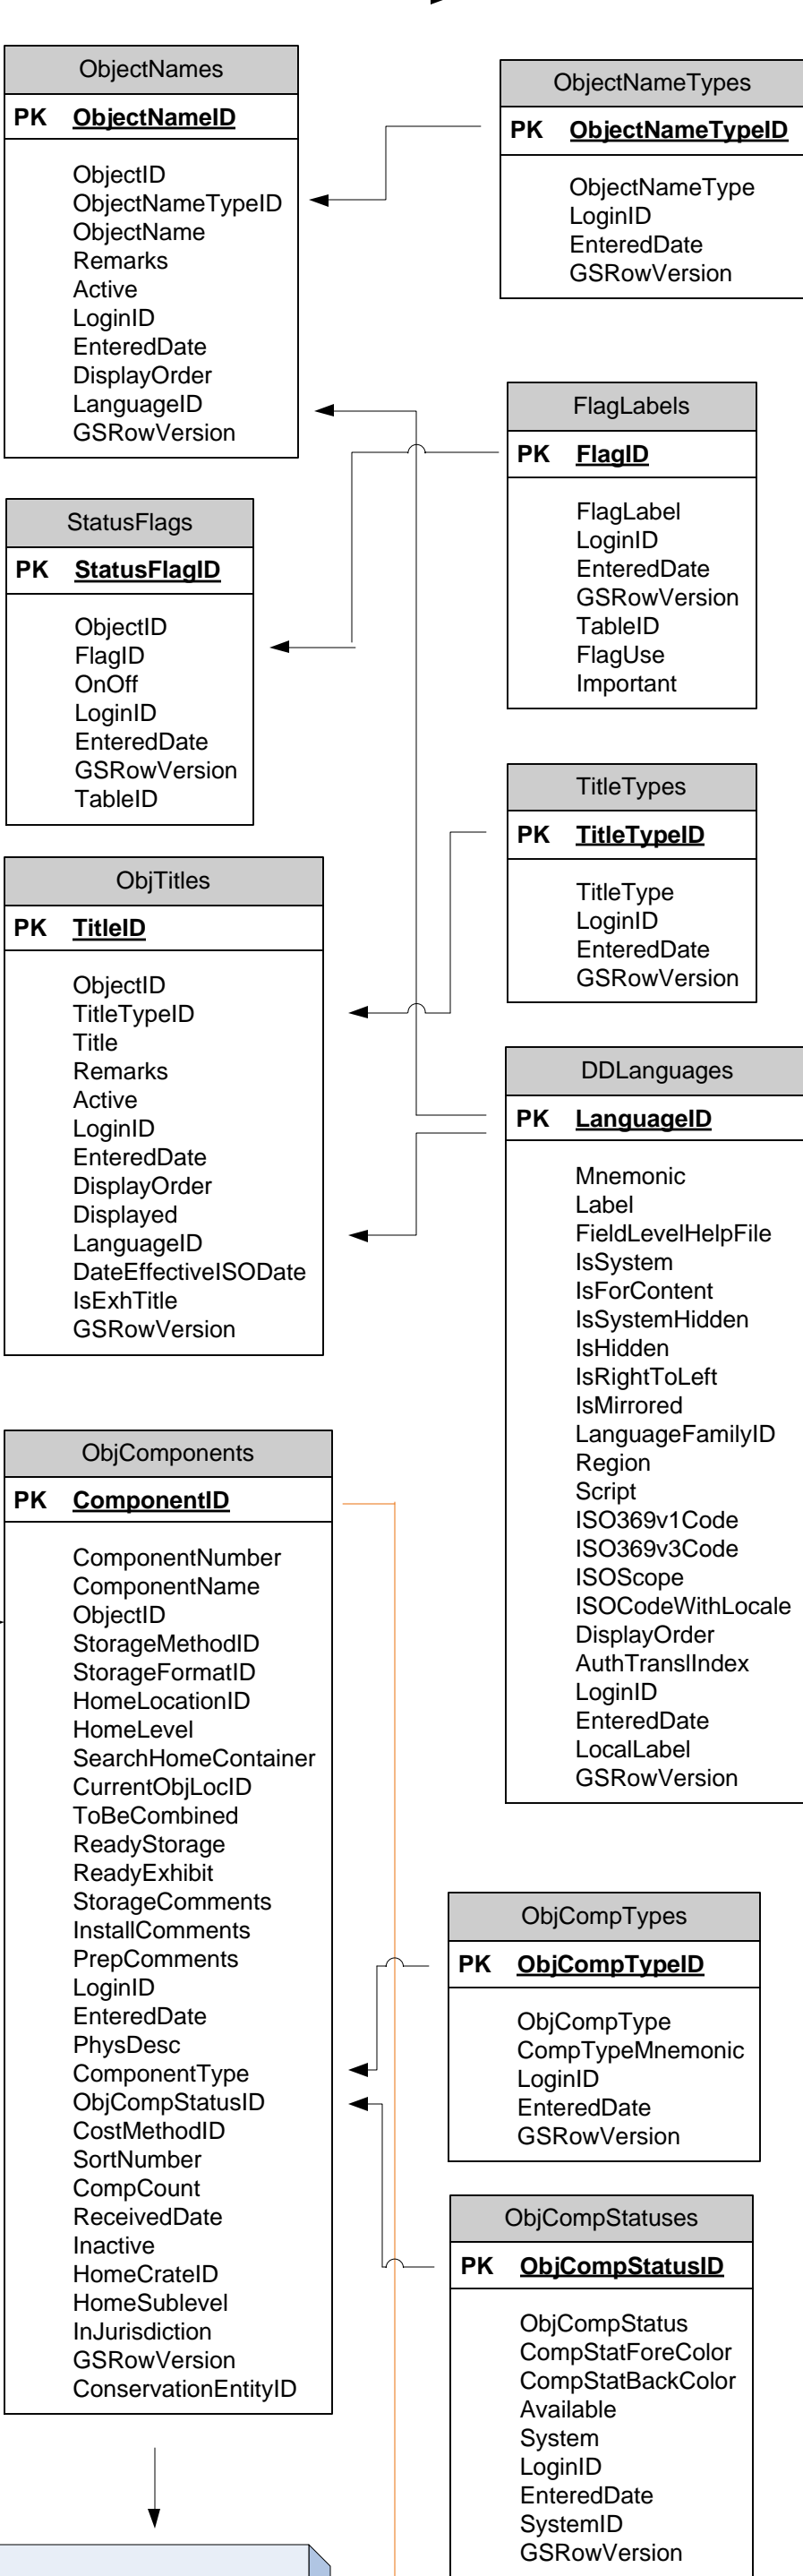 ObjectNames
PK ObjectNameID
ObjectID
ObjectNameTypeID
ObjectName
Remarks
Active
LoginID
EnteredDate
DisplayOrder
LanguageID
GSRowVersion
ObjectNameTypes
PK ObjectNameTypeID
ObjectNameType
LoginID
EnteredDate
GSRowVersion
FlagLabels
PK FlagID
FlagLabel
LoginID
EnteredDate
GSRowVersion
TableID
FlagUse
Important
StatusFlags
PK StatusFlagID
ObjectID
FlagID
OnOff
LoginID
EnteredDate
GSRowVersion
TableID
TitleTypes
PK TitleTypeID
TitleType
LoginID
EnteredDate
GSRowVersion
ObjTitles
PK TitleID
ObjectID
TitleTypeID
Title
Remarks
Active
LoginID
EnteredDate
DisplayOrder
Displayed
LanguageID
DateEffectiveISODate
IsExhTitle
GSRowVersion
DDLanguages
PK LanguageID
Mnemonic
Label
FieldLevelHelpFile
IsSystem
IsForContent
IsSystemHidden
IsHidden
IsRightToLeft
IsMirrored
LanguageFamilyID
Region
Script
ISO369v1Code
ISO369v3Code
ISOScope
ISOCodeWithLocale
DisplayOrder
AuthTranslIndex
LoginID
EnteredDate
LocalLabel
GSRowVersion
ObjComponents
PK ComponentID
ComponentNumber
ComponentName
ObjectID
StorageMethodID
StorageFormatID
HomeLocationID
HomeLevel
SearchHomeContainer
CurrentObjLocID
ToBeCombined
ReadyStorage
ReadyExhibit
StorageComments
InstallComments
PrepComments
LoginID
EnteredDate
PhysDesc
ComponentType
ObjCompStatusID
CostMethodID
SortNumber
CompCount
ReceivedDate
Inactive
HomeCrateID
HomeSublevel
InJurisdiction
GSRowVersion
ConservationEntityID
ObjCompTypes
PK ObjCompTypeID
ObjCompType
CompTypeMnemonic
LoginID
EnteredDate
GSRowVersion
ObjCompStatuses
PK ObjCompStatusID
ObjCompStatus
CompStatForeColor
CompStatBackColor
Available
System
LoginID
EnteredDate
SystemID
GSRowVersion